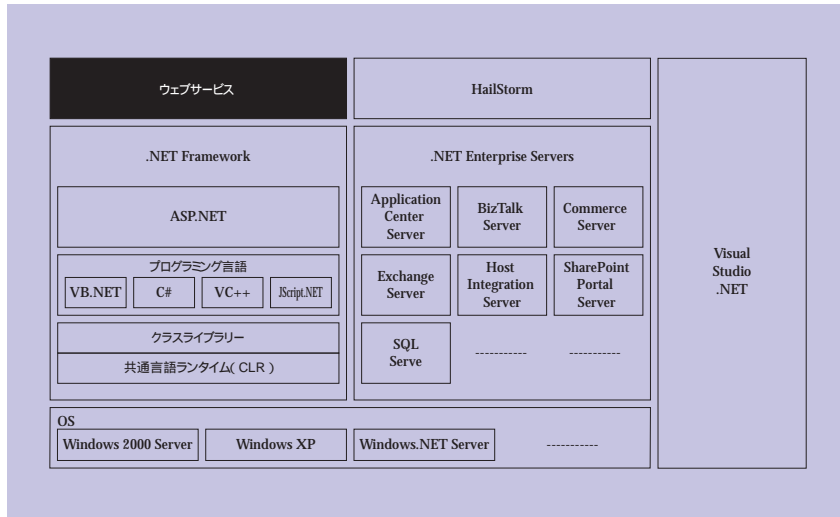 ウェブサービス
HailStorm
.NET Framework
ASP.NET
プログラミング言語
VB.NET
C#
VC++
JScript.NET
クラスライブラリー
共通言語ランタイム( CLR )
.NET Enterprise Servers
Application
Center
Server
BizTalk
Server
Commerce
Server
Exchange
Server
Host
Integration
Server
SharePoint
Portal
Server
SQL
Serve
-----------
-----------
Visual
Studio
.NET
OS
Windows 2000 Server
Windows XP
Windows.NET Server
-----------